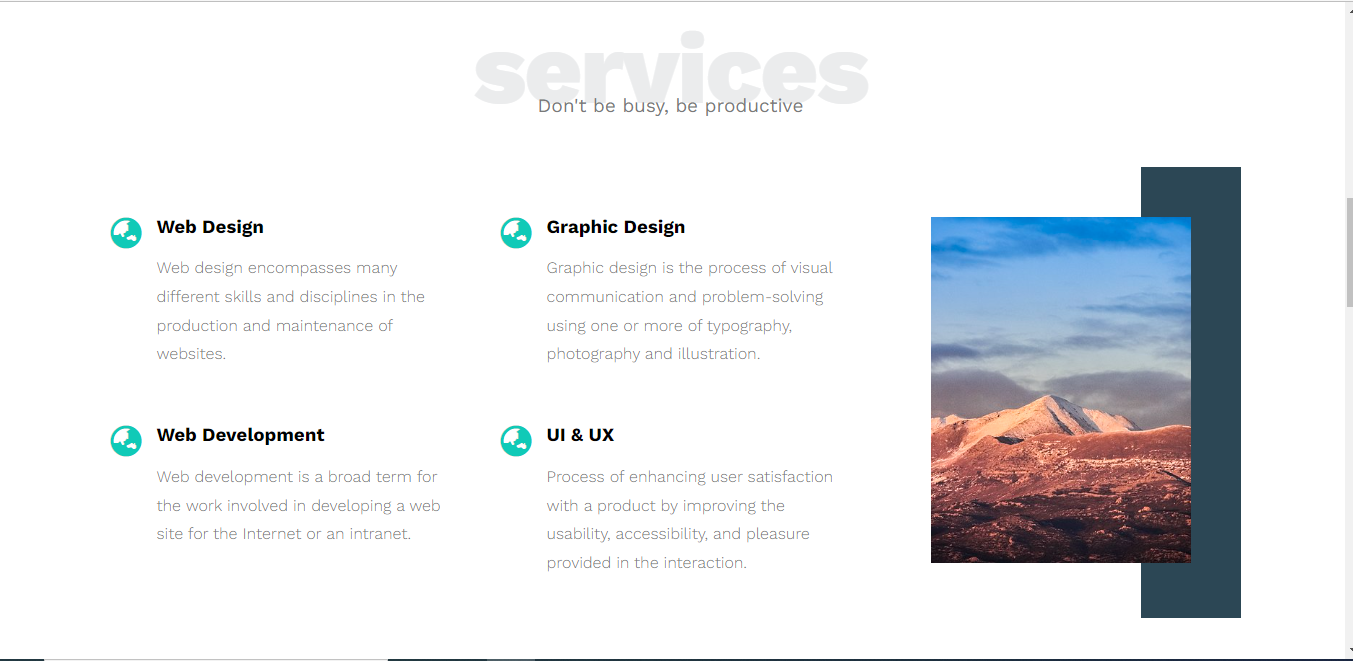 services
Don't be busy, be productive
Web Design
Web design encompasses many
different skills and disciplines in the
production and maintenance of
websites.
Graphic Design
Graphic design is the process of visual
communication and problem-solving
using one or more of typography,
photography and illustration.
Web Development
Web development is a broad term for
the work involved in developing a web
site for the Internet or an intranet.
UI & UX
Process of enhancing user satisfaction
with a product by improving the
usability, accessibility, and pleasure
provided in the interaction.